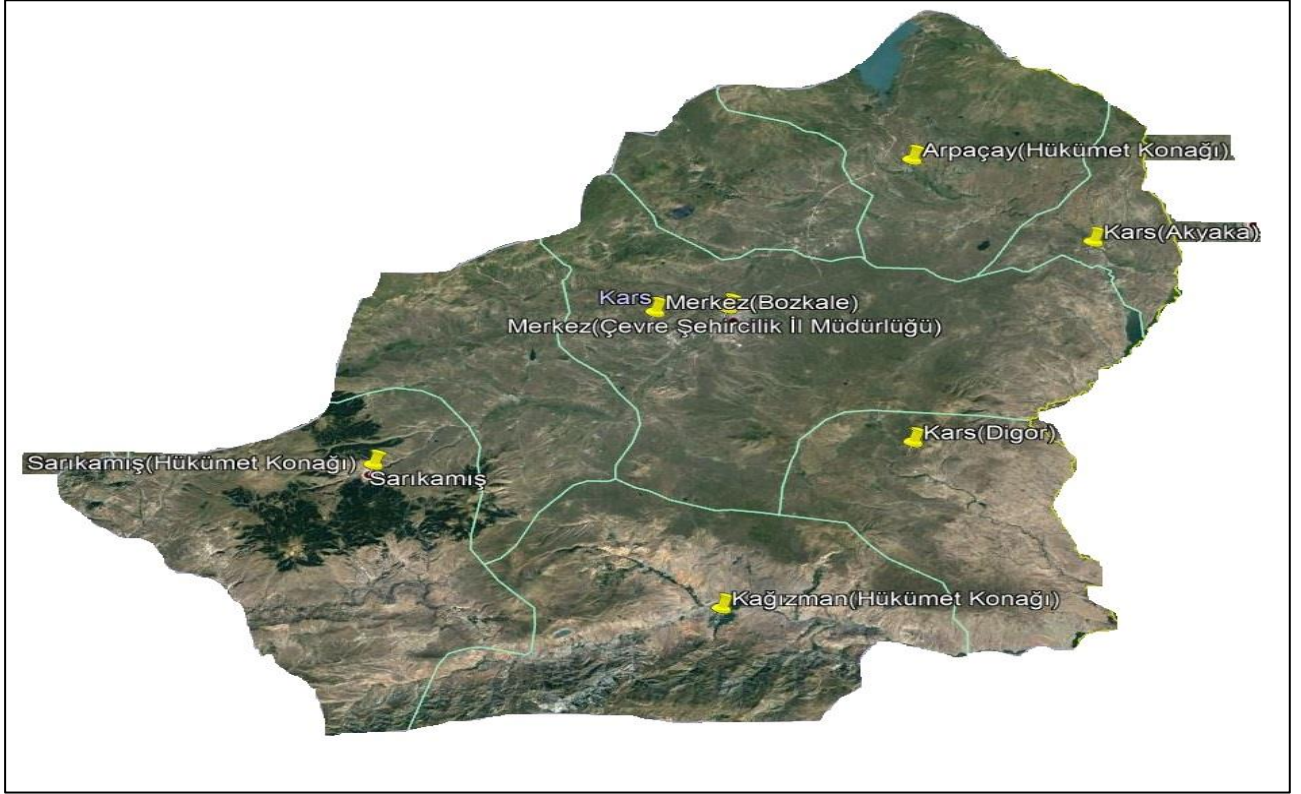 Arpaçay(Hükümet Konağı)
Kars(Akyaka)
Kars
Merkez(Bozkale)
Merkez(Çevre Şehircilik İl Müdürlüğü)
Kars(Digor)
Sarıkamış(Hükümet Konağı)
Sarıkamış
Kağızman(Hükümet Konağı)